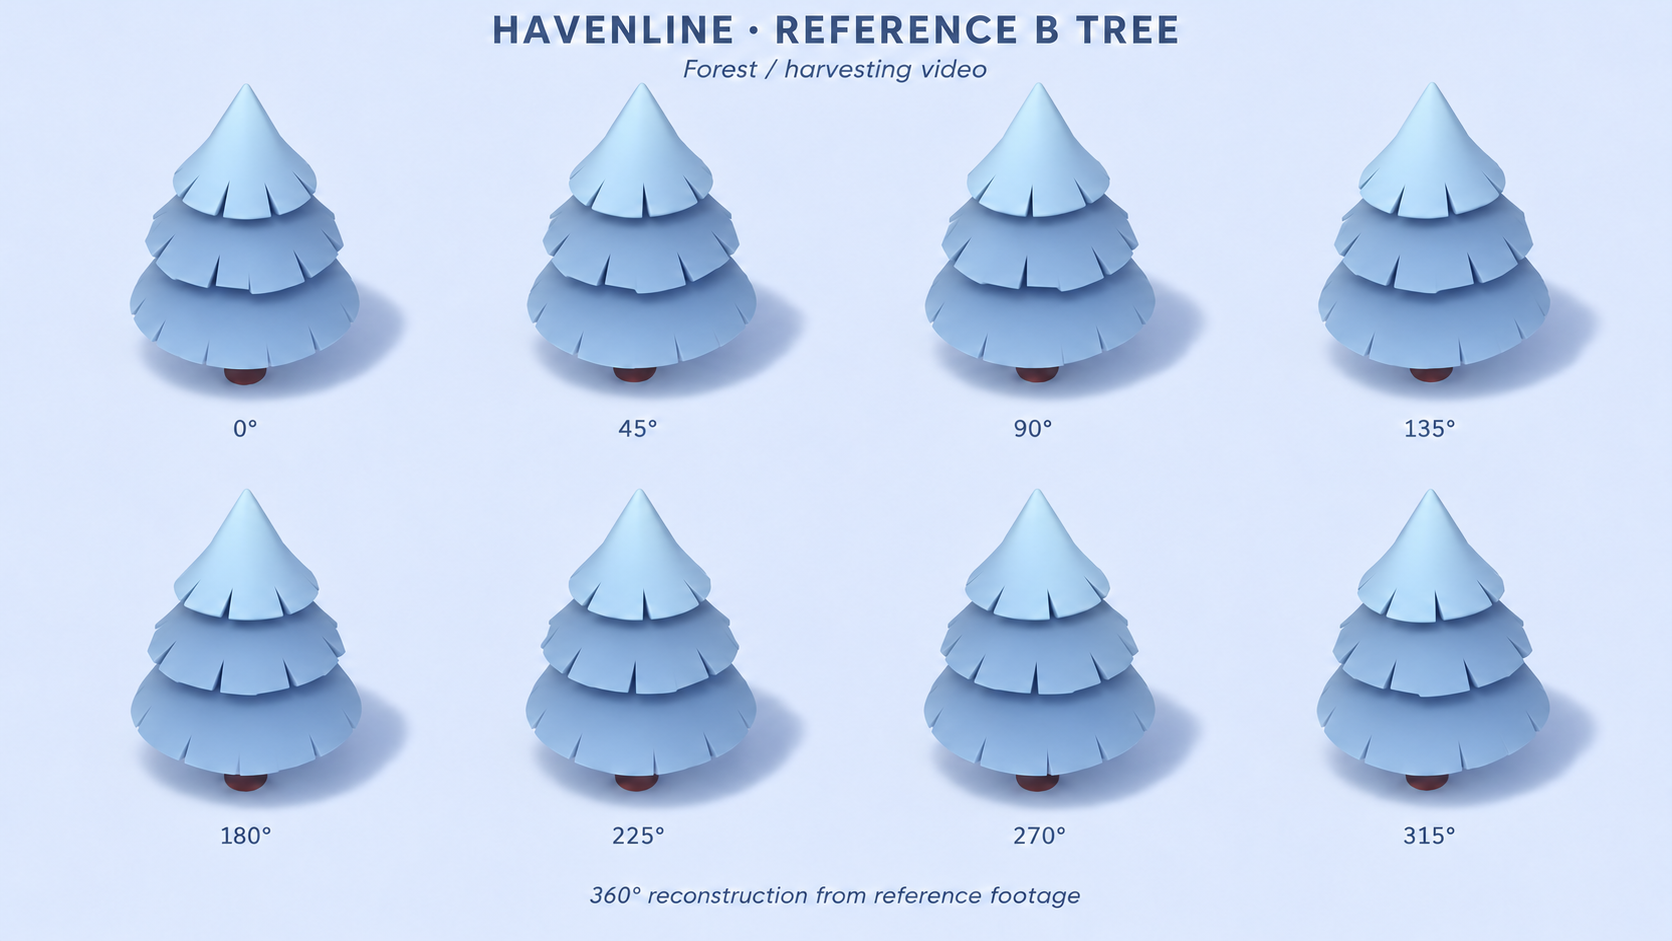 HAVENLINE · REFERENCE B TREE
Forest / harvesting video
0° 45° 90° 135°
180° 225° 270° 315°
360° reconstruction from reference footage